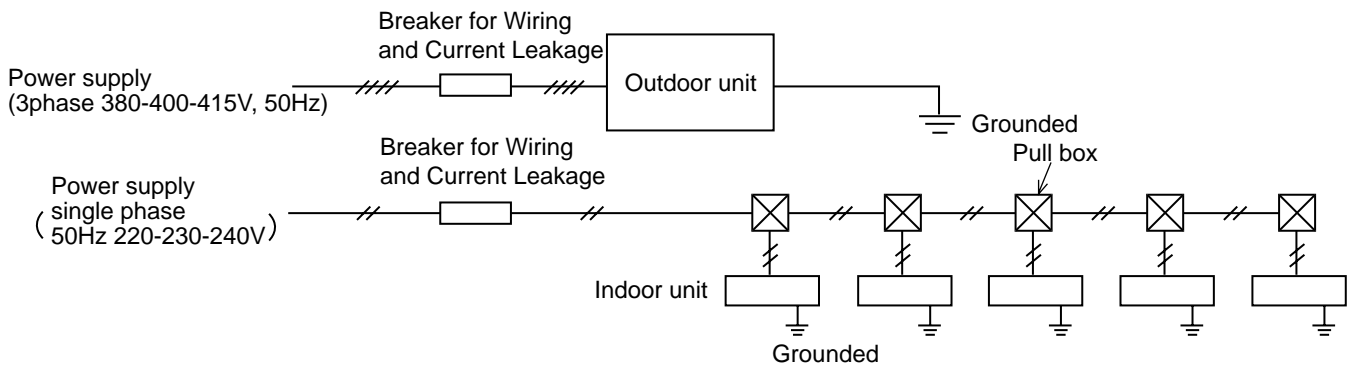 Breaker for Wiring
and Current Leakage
Power supply
(3phase 380-400-415V, 50Hz)
Outdoor unit
Grounded
Pull box
Breaker for Wiring
and Current Leakage
Power supply
single phase
(50Hz 220-230-240V)
Indoor unit
Grounded